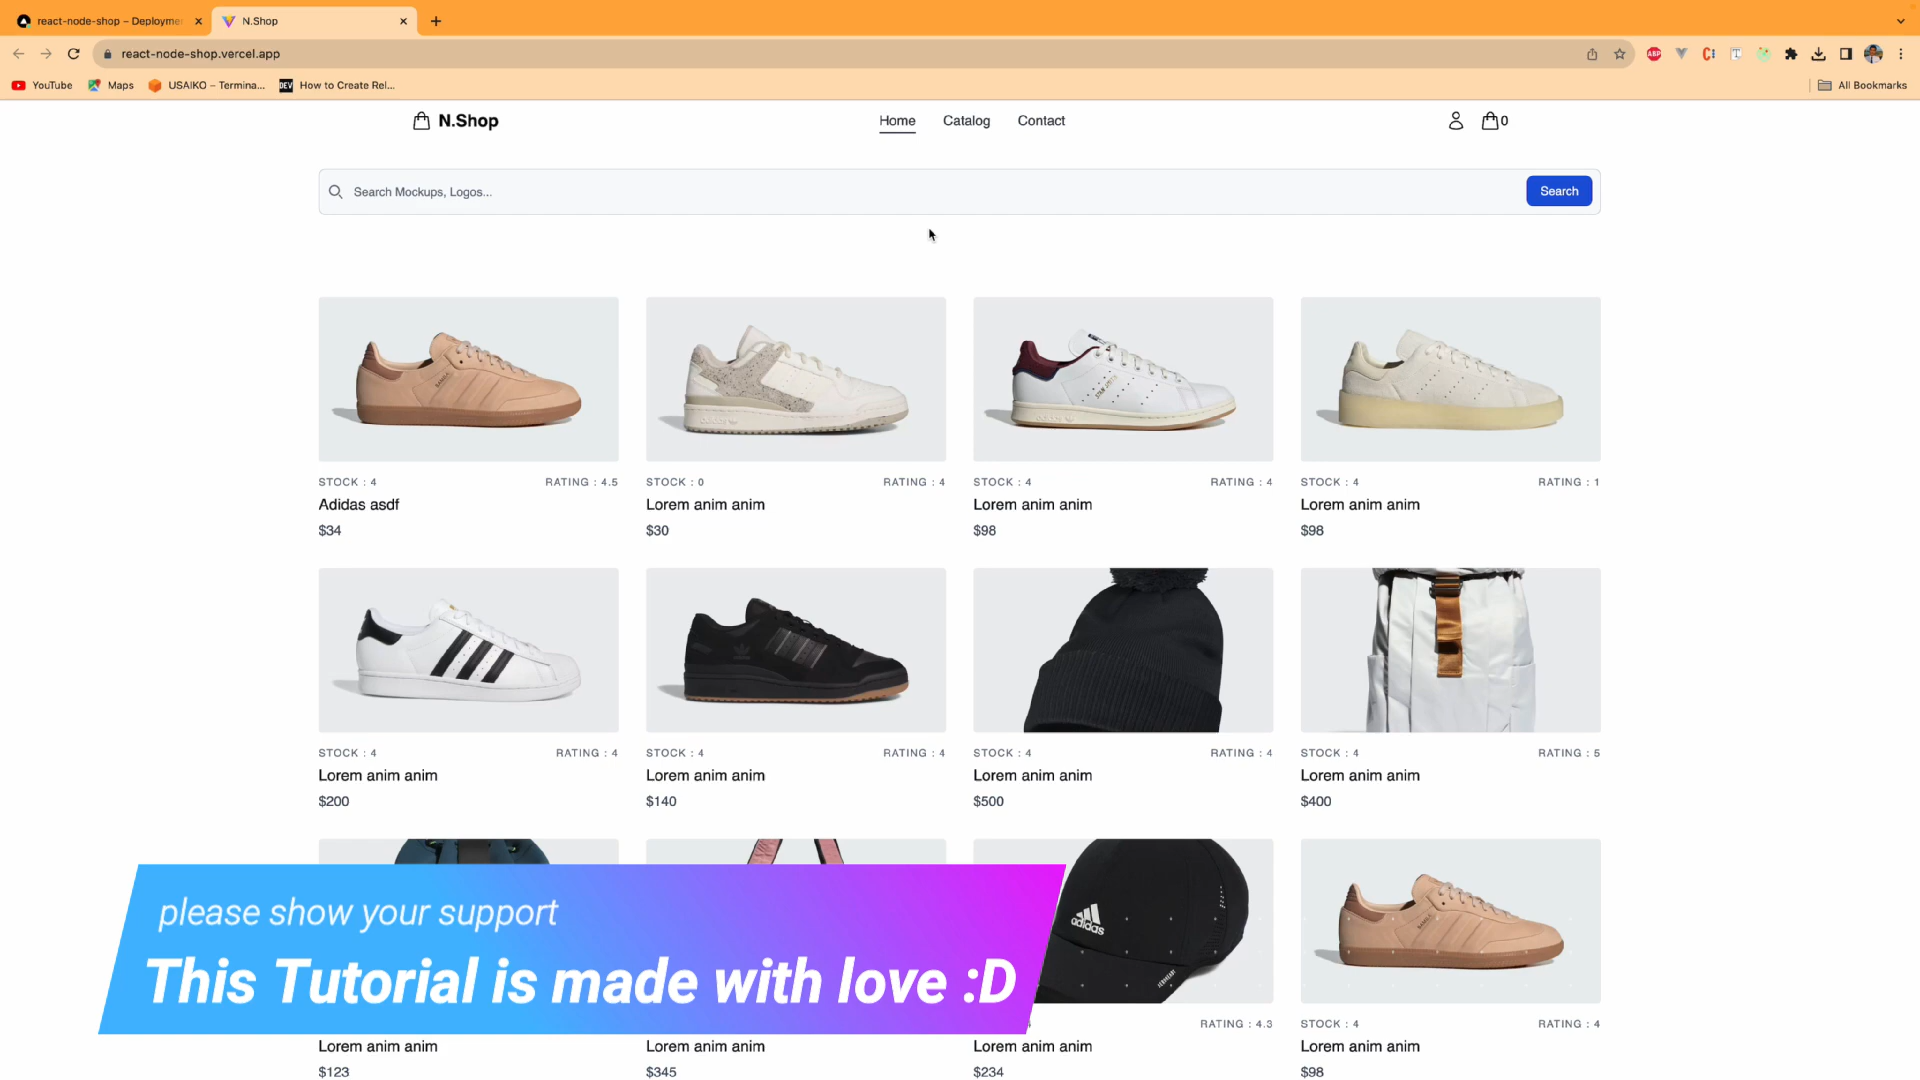 react-node-shop – Deployme
N.Shop
react-node-shop.vercel.app
YouTube
Maps
USAIKO – Termina...
DEV
How to Create Rel...
All Bookmarks
ABP
N.Shop
Home
Catalog
Contact
0
Search Mockups, Logos...
Search
STOCK : 4
RATING : 4.5
Adidas asdf
$34
STOCK : 0
RATING : 4
Lorem anim anim
$30
STOCK : 4
RATING : 4
Lorem anim anim
$98
STOCK : 4
RATING : 1
Lorem anim anim
$98
STOCK : 4
RATING : 4
Lorem anim anim
$200
STOCK : 4
RATING : 4
Lorem anim anim
$140
STOCK : 4
RATING : 4
Lorem anim anim
$500
STOCK : 4
RATING : 5
Lorem anim anim
$400
adidas
please show your support
This Tutorial is made with love :D
Lorem anim anim
$123
Lorem anim anim
$345
RATING : 4.3
Lorem anim anim
$234
STOCK : 4
RATING : 4
Lorem anim anim
$98